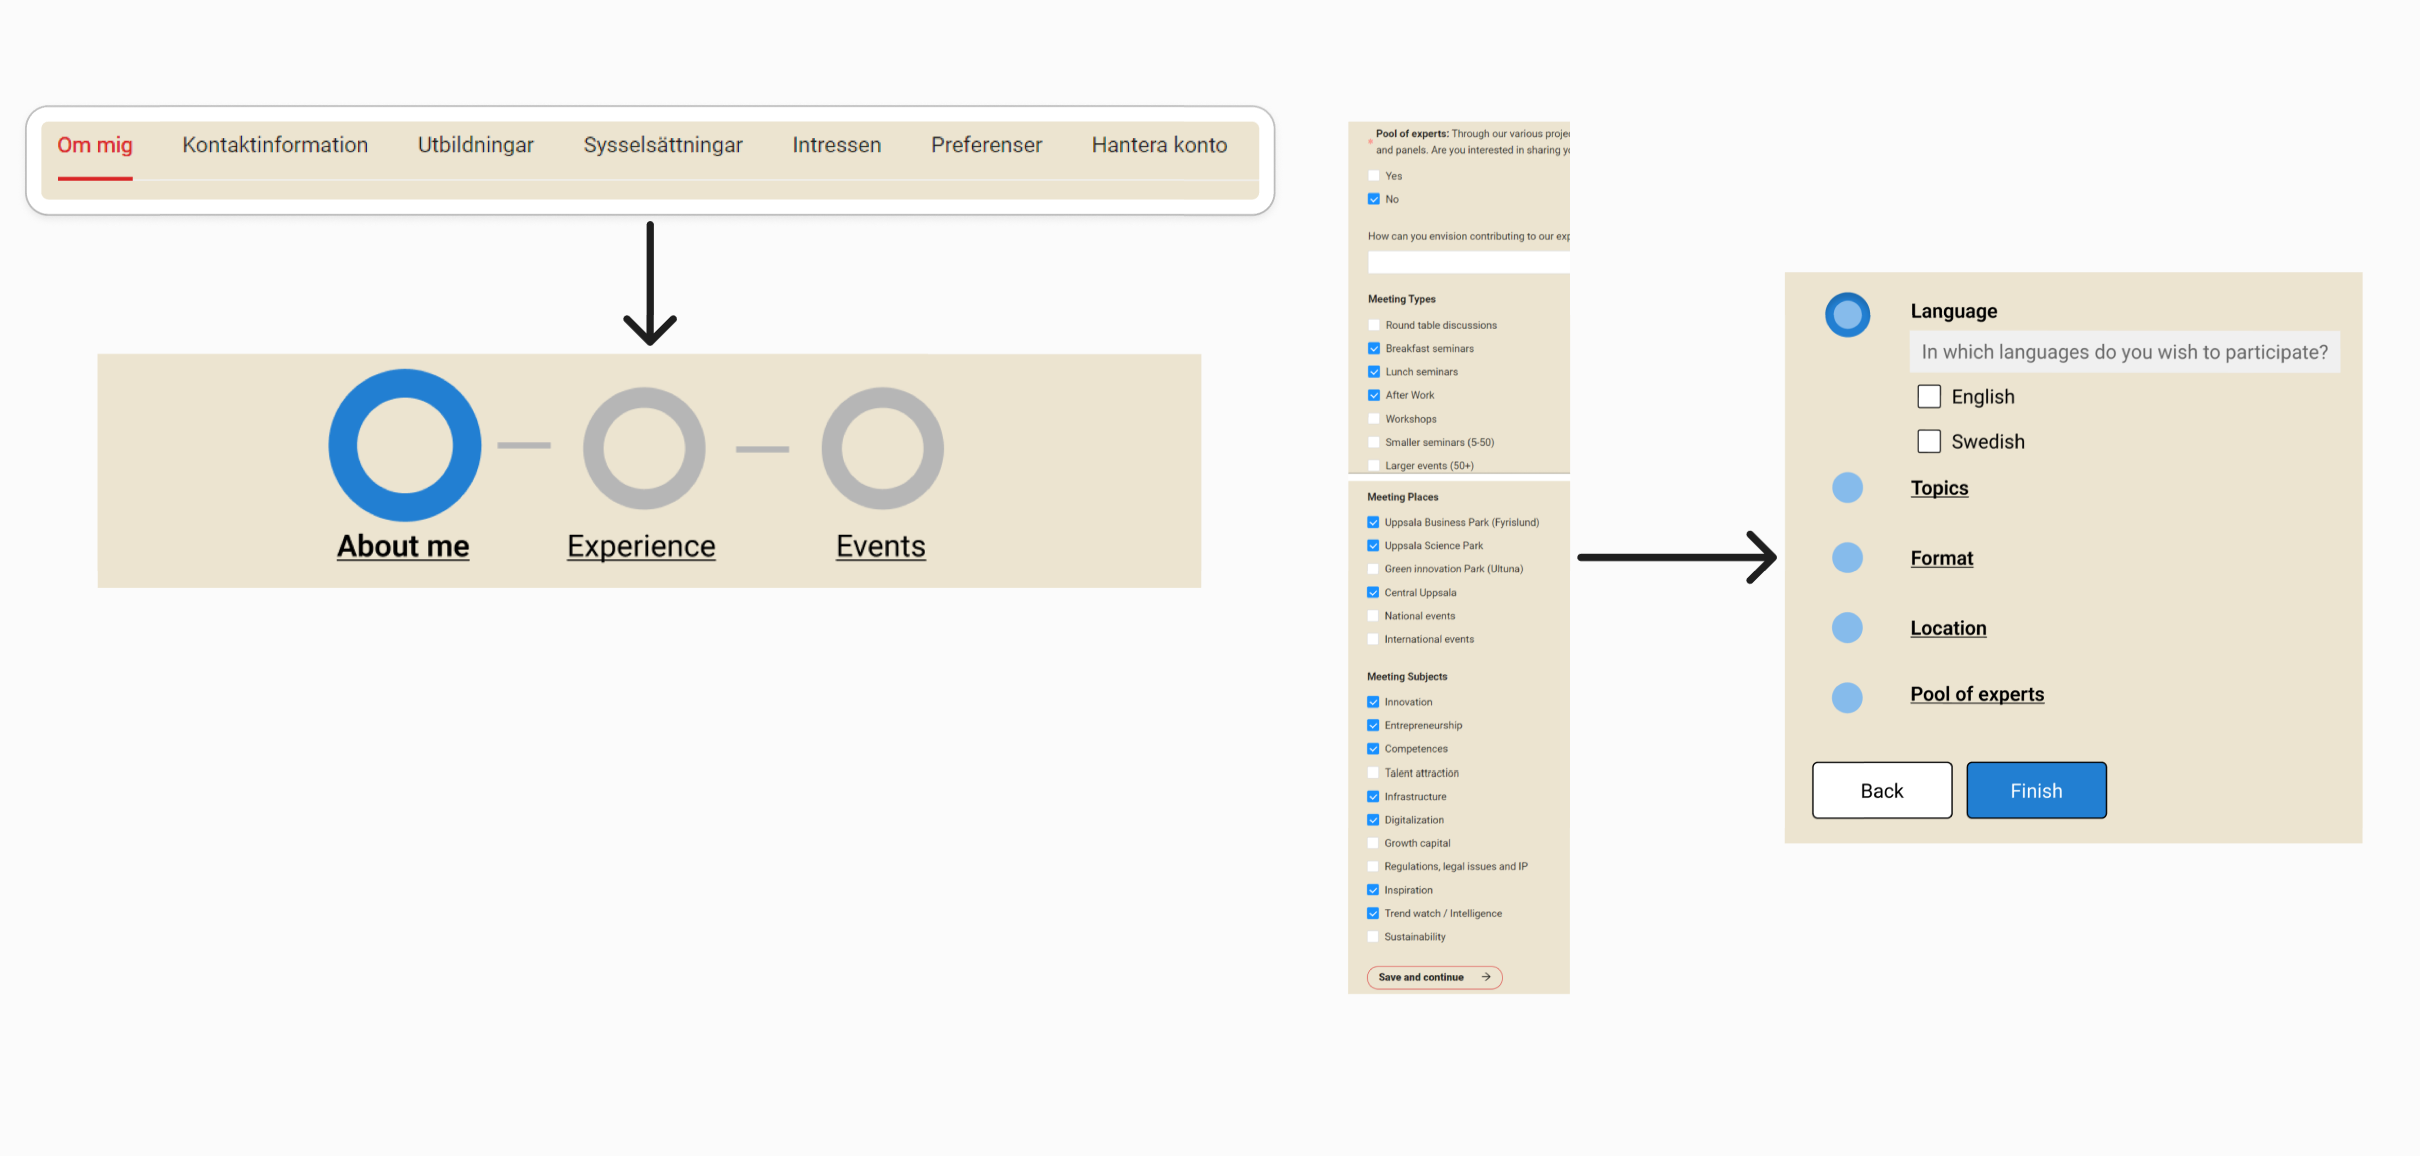 Om mig Kontaktinformation Utbildningar Sysselsättningar Intressen Preferenser Hantera konto
About me Experience Events
Pool of experts: Through our various
and panels. Are you interested in sharing
Yes
No
How can you envision contributing to our
Meeting Types
Round table discussions
Breakfast seminars
Lunch seminars
After Work
Workshops
Smaller seminars (5-50)
Larger events (50+)
Meeting Places
Uppsala Business Park (Fyrislund)
Uppsala Science Park
Green innovation Park (Ultuna)
Central Uppsala
National events
International events
Meeting Subjects
Innovation
Entrepreneurship
Competences
Talent attraction
Infrastructure
Digitalization
Growth capital
Regulations, legal issues and IP
Inspiration
Trend watch / Intelligence
Sustainability
Save and continue
Language
In which languages do you wish to participate?
English
Swedish
Topics
Format
Location
Pool of experts
Back Finish